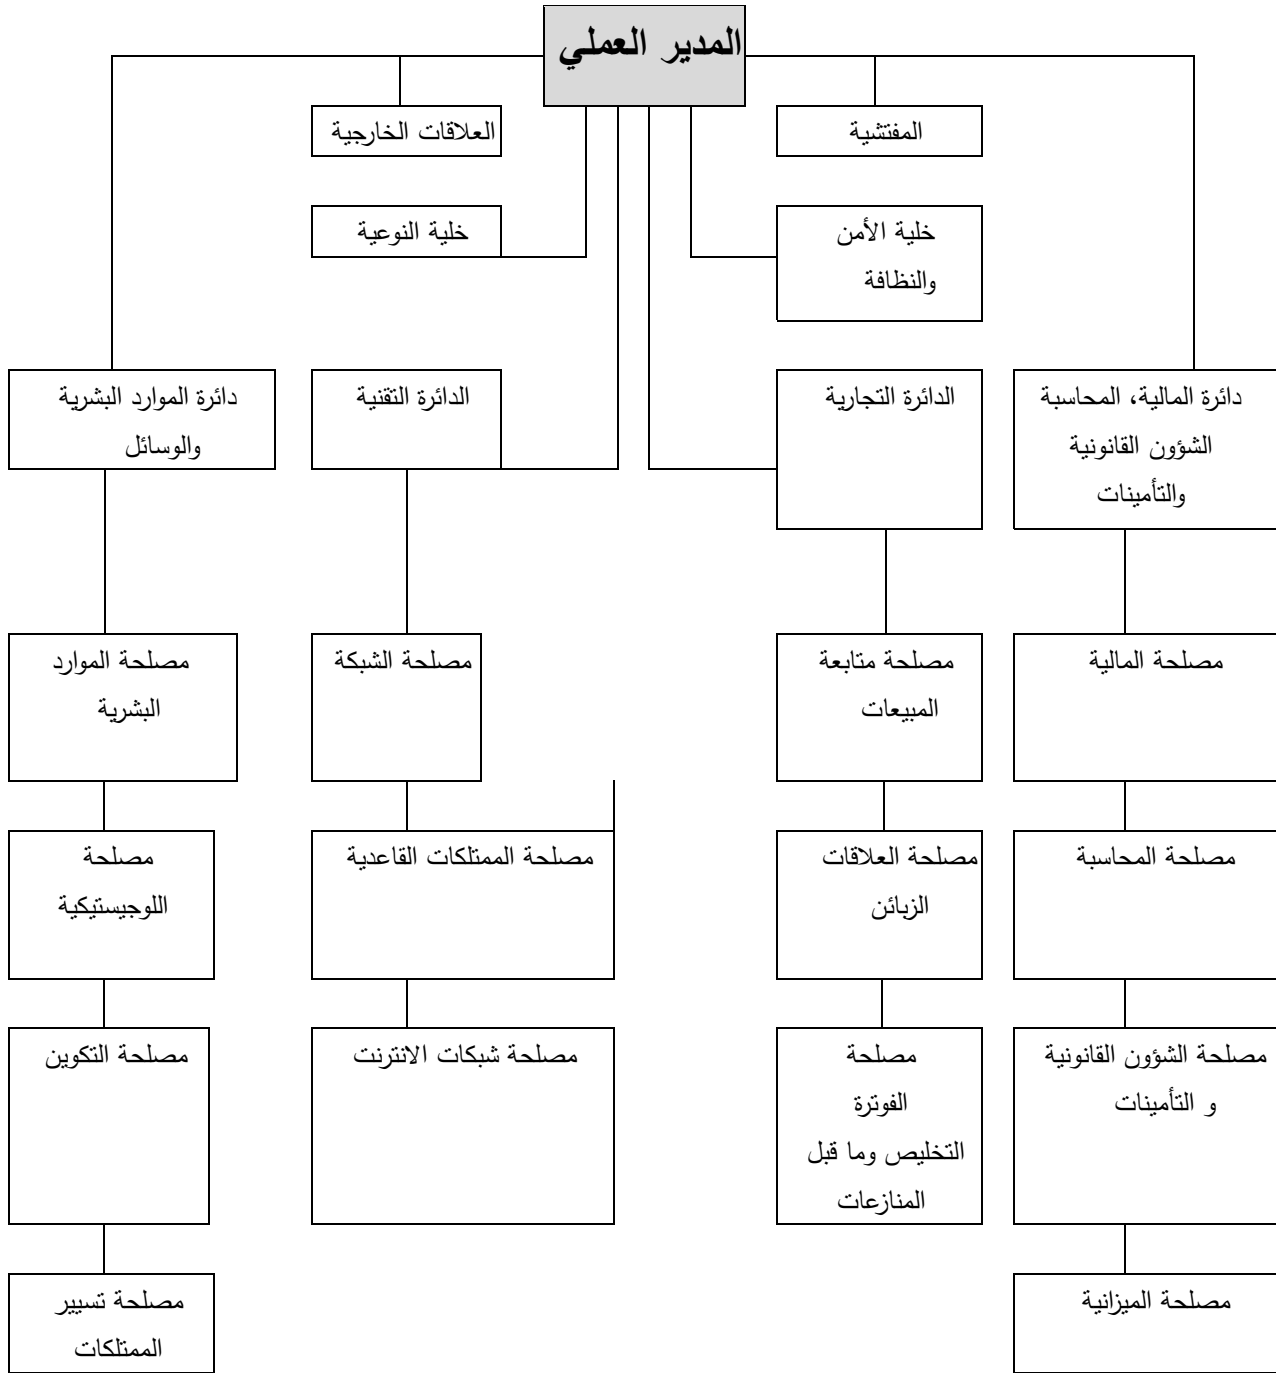 المدير العملي
المفتشية
العلاقات الخارجية
خلية الأمن
والنظافة
خلية النوعية
دائرة المالية، المحاسبة
الشؤون القانونية
والتأمينات
الدائرة التجارية
الدائرة التقنية
دائرة الموارد البشرية
والوسائل
مصلحة المالية
مصلحة متابعة
المبيعات
مصلحة الشبكة
مصلحة الموارد
البشرية
مصلحة المحاسبة
مصلحة العلاقات
الزبائن
مصلحة الممتلكات القاعدية
مصلحة
اللوجيستيكية
مصلحة الشؤون القانونية
و التأمينات
مصلحة
الفوترة
التخليص وما قبل
المنازعات
مصلحة شبكات الانترنت
مصلحة التكوين
مصلحة الميزانية
مصلحة تسيير
الممتلكات